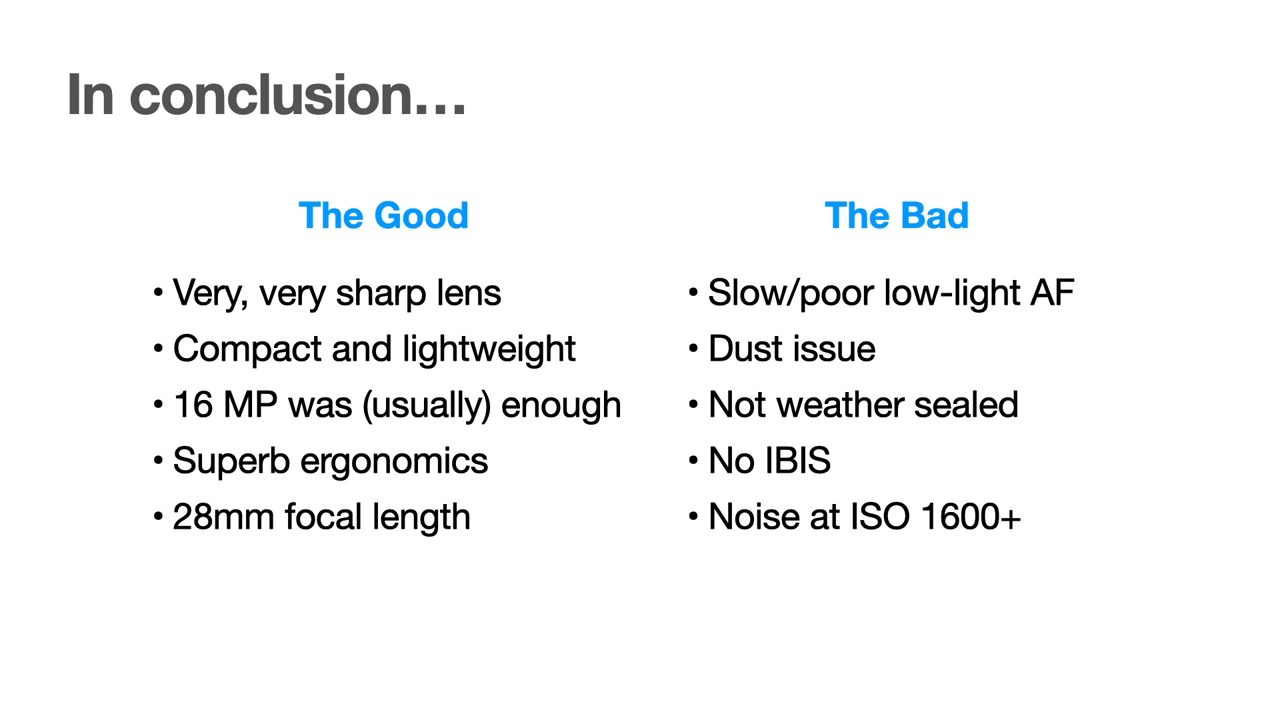 In conclusion…
The Good
• Very, very sharp lens
• Compact and lightweight
• 16 MP was (usually) enough
• Superb ergonomics
• 28mm focal length
The Bad
• Slow/poor low-light AF
• Dust issue
• Not weather sealed
• No IBIS
• Noise at ISO 1600+